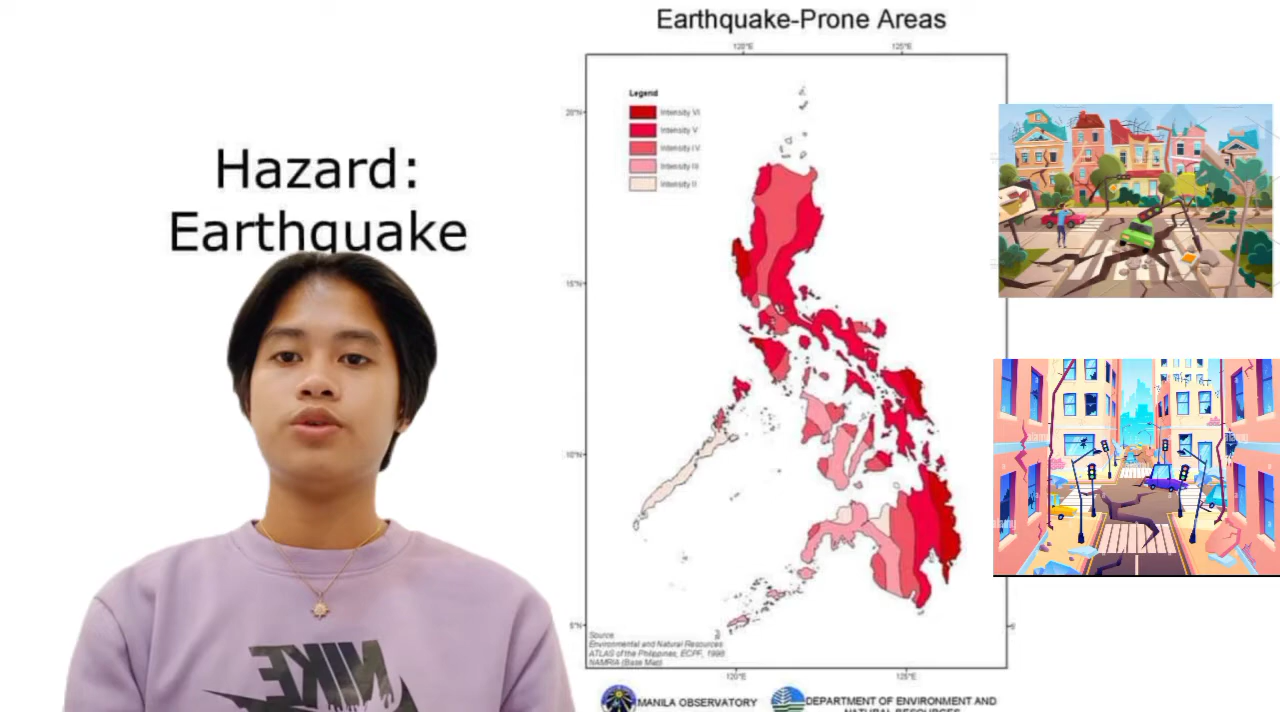 Earthquake-Prone Areas
Hazard:
Earthquake
120°E
125°E
Legend
Intensity VI
Intensity V
Intensity IV
Intensity III
Intensity II
20°N
15°N
10°N
5°N
Source
Environmental and Natural Resources
ATLAS of the Philippines, ECPF, 1998
NAMRIA (Base Map)
120°E
125°E
MANILA OBSERVATORY
DEPARTMENT OF ENVIRONMENT AND
NATURAL RESOURCES
NIKE